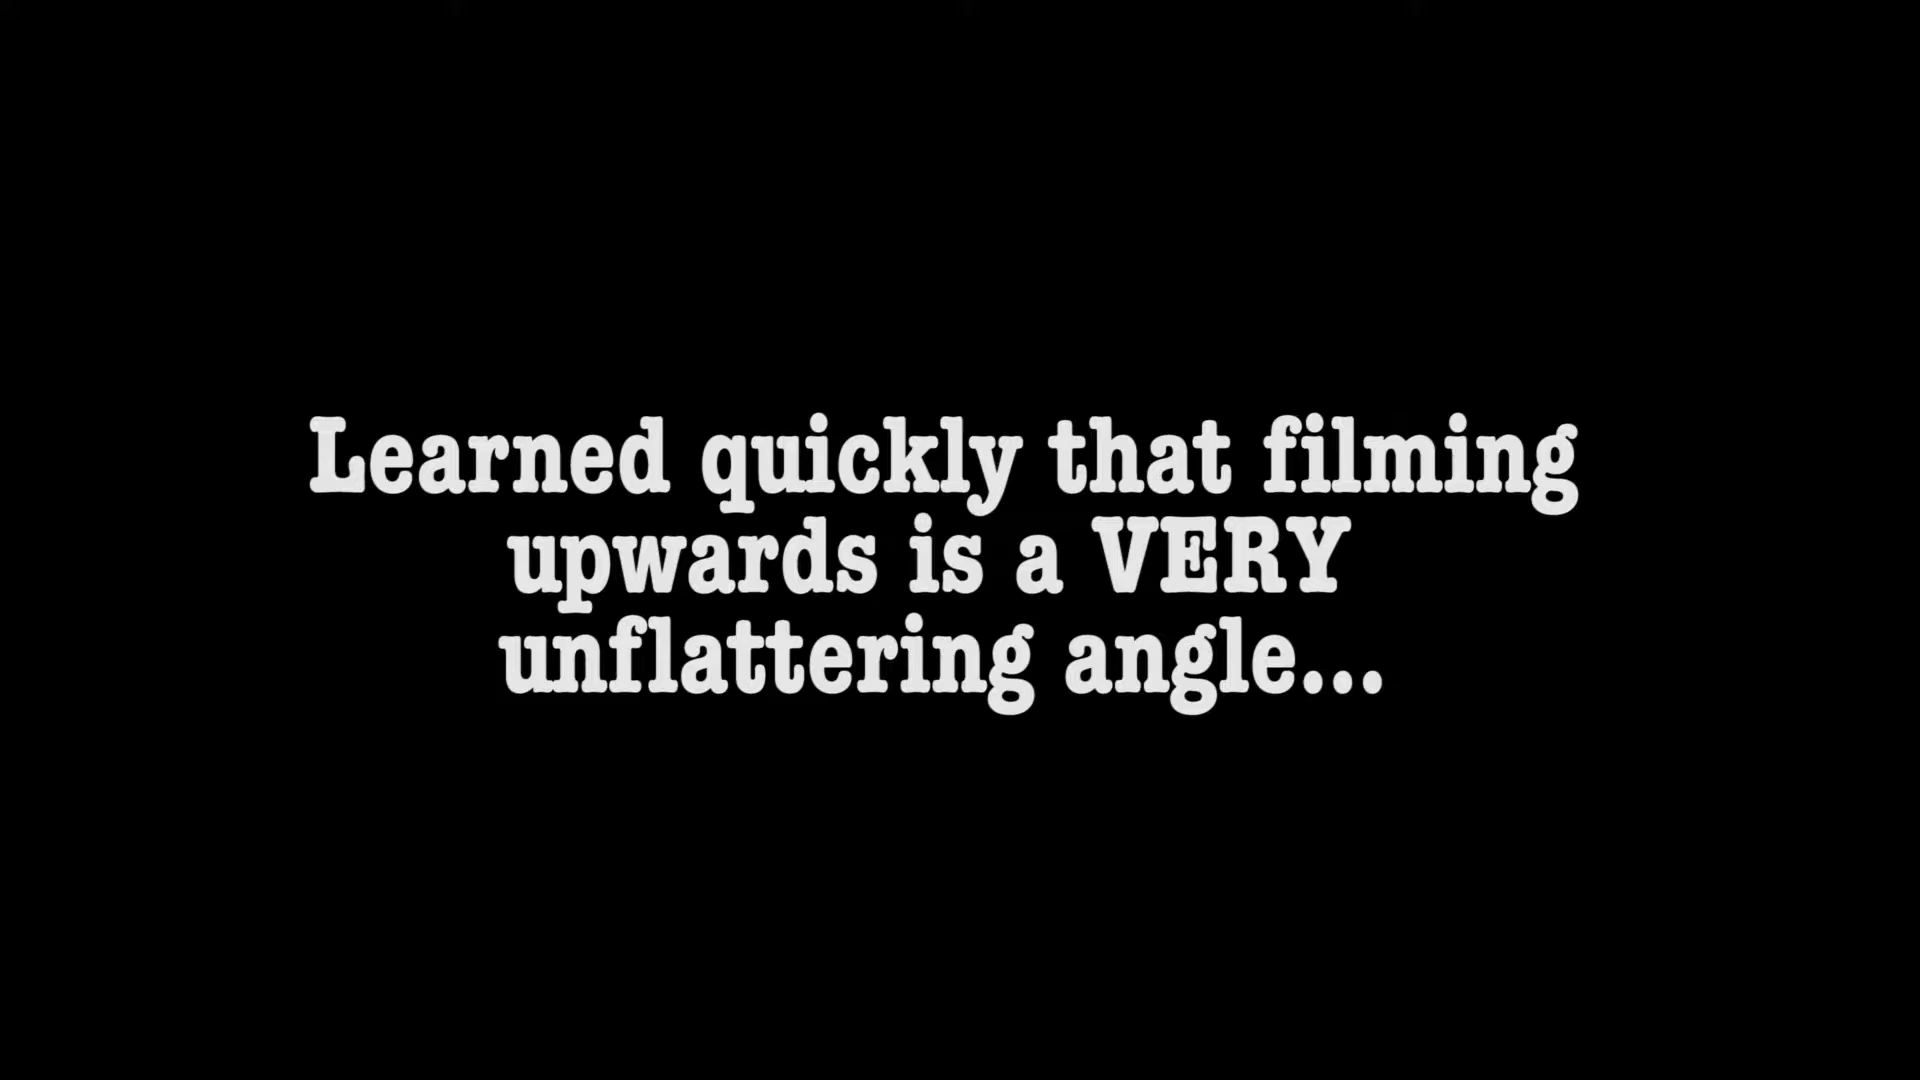 Learned quickly that filming
upwards is a VERY
unflattering angle...